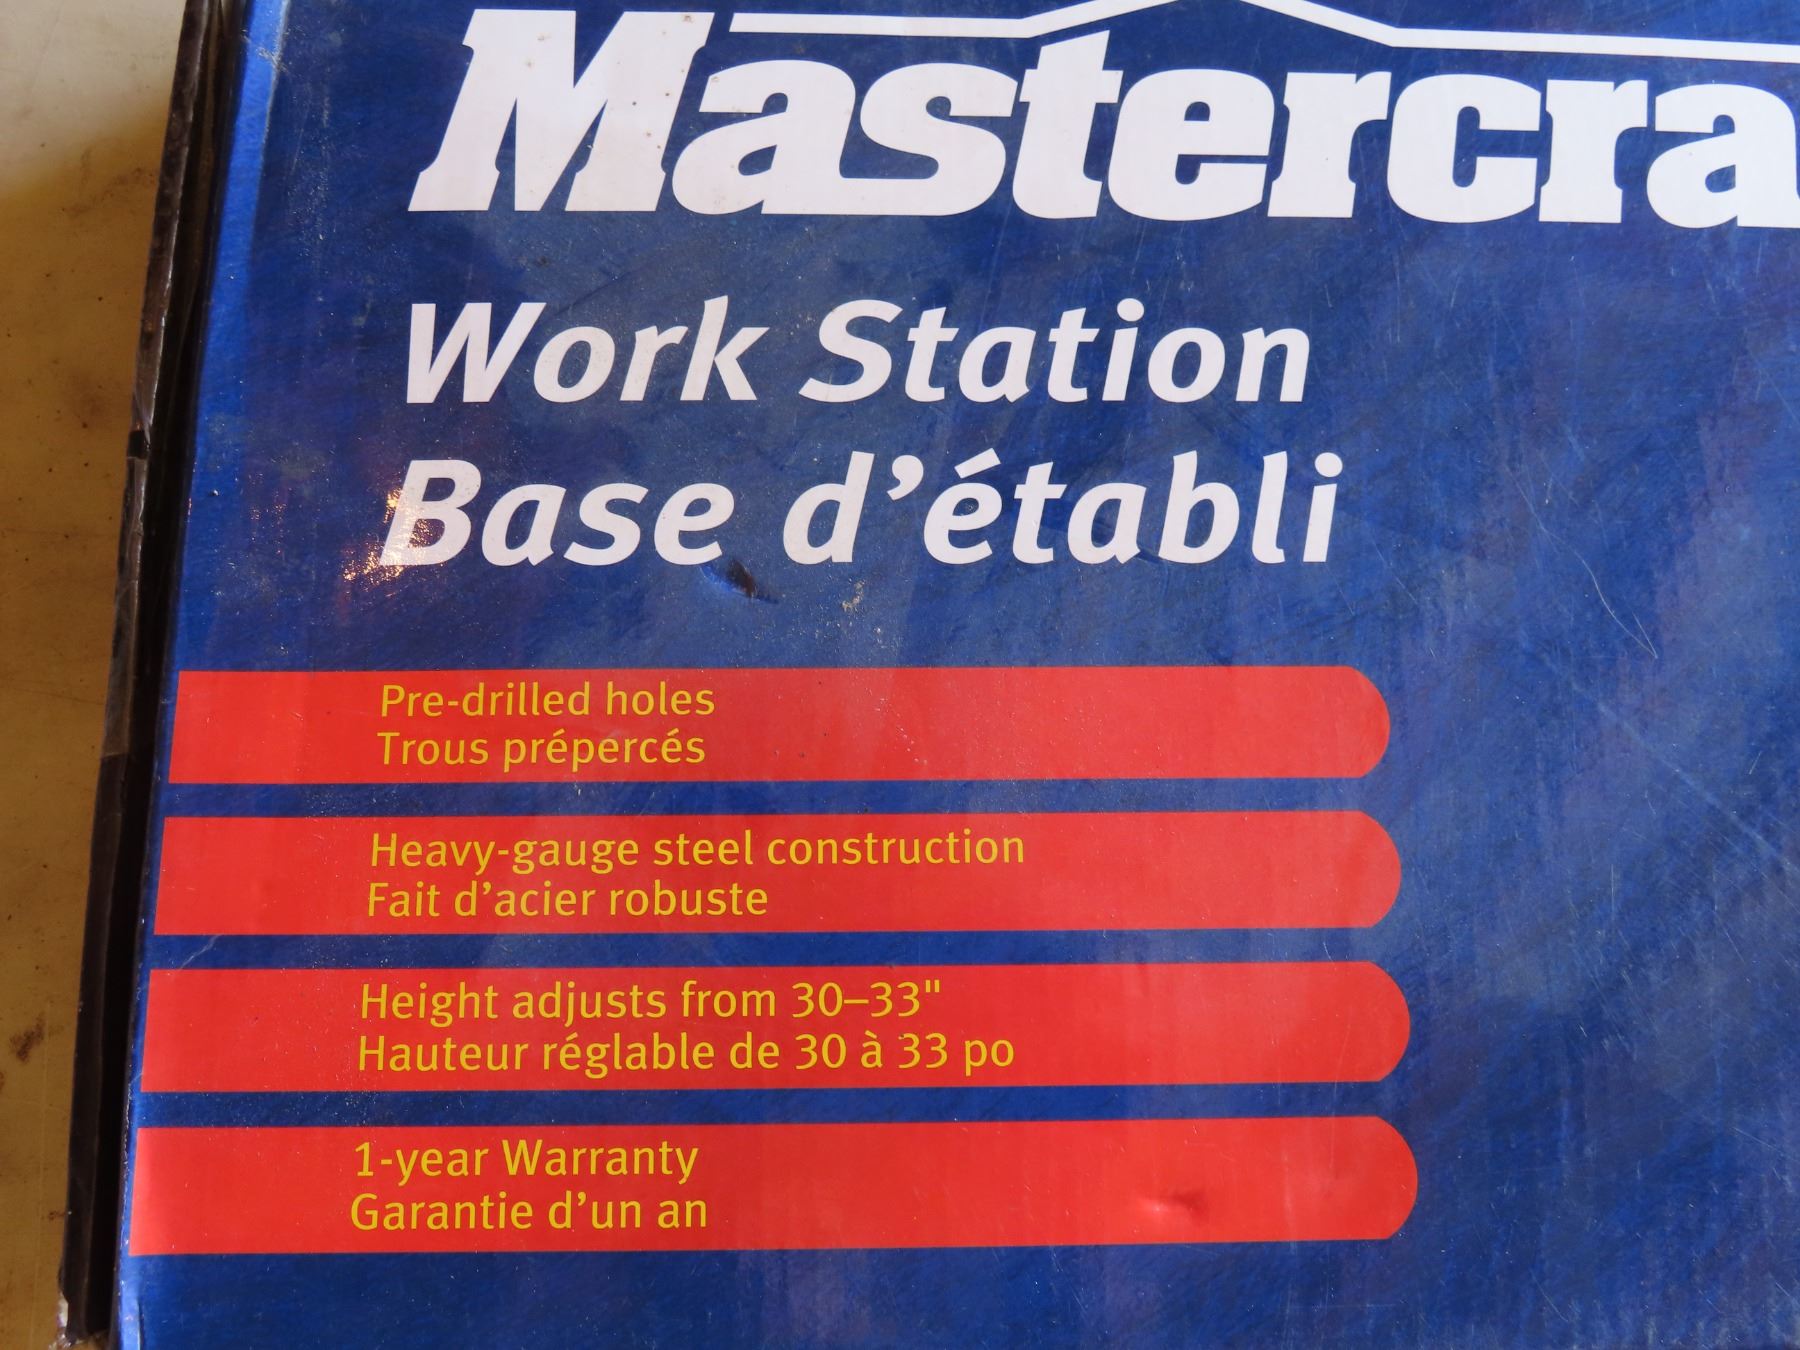 Mastercra
Work Station
Base d'établi
Pre-drilled holes
Trous prépercés
Heavy-gauge steel construction
Fait d'acier robuste
Height adjusts from 30–33"
Hauteur réglable de 30 à 33 po
1-year Warranty
Garantie d'un an